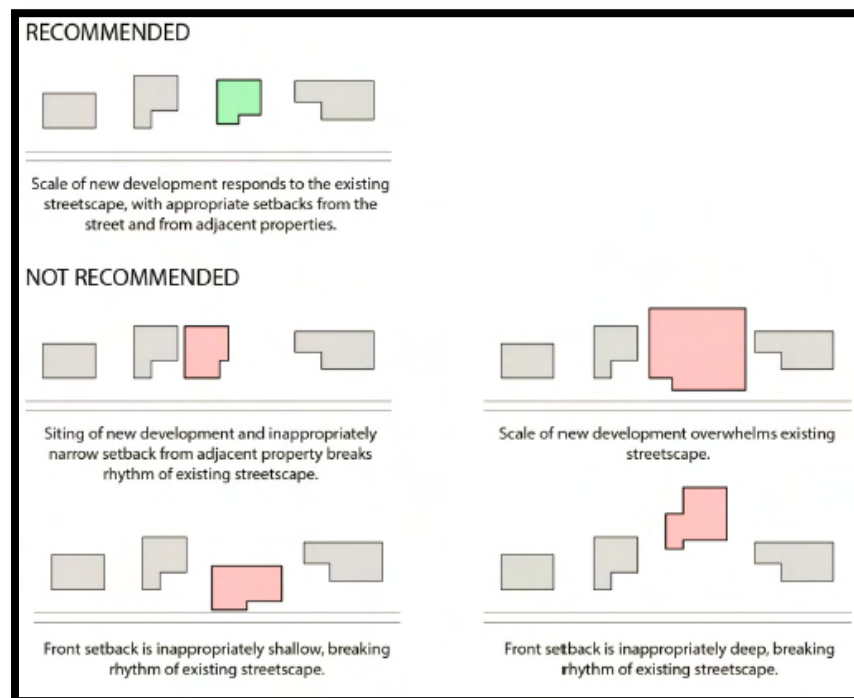 RECOMMENDED
Scale of new development responds to the existing
streetscape, with appropriate setbacks from the
street and from adjacent properties.
NOT RECOMMENDED
Siting of new development and inappropriately
narrow setback from adjacent property breaks
rhythm of existing streetscape.
Scale of new development overwhelms existing
streetscape.
Front setback is inappropriately shallow, breaking
rhythm of existing streetscape.
Front setback is inappropriately deep, breaking
rhythm of existing streetscape.